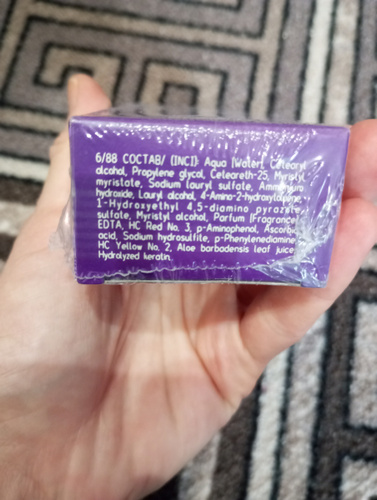 6/88 СОСТАВ/ (INCI): Aqua (Water), Cetearyl
alcohol, Propylene glycol, Ceteareth-25, Myristyl
myristate, Sodium lauryl sulfate, Ammonium
hydroxide, Lauryl alcohol, 4-Amino-2-hydroxytoluene,
1-Hydroxyethyl 4,5-diamino pyrazole
sulfate, Myristyl alcohol, Parfum (Fragrance)
EDTA, HC Red No. 3, p-Aminophenol, Ascorbic
acid, Sodium hydrosulfite, p-Phenylenediamine,
HC Yellow No. 2, Aloe barbadensis leaf juice,
Hydrolyzed keratin.